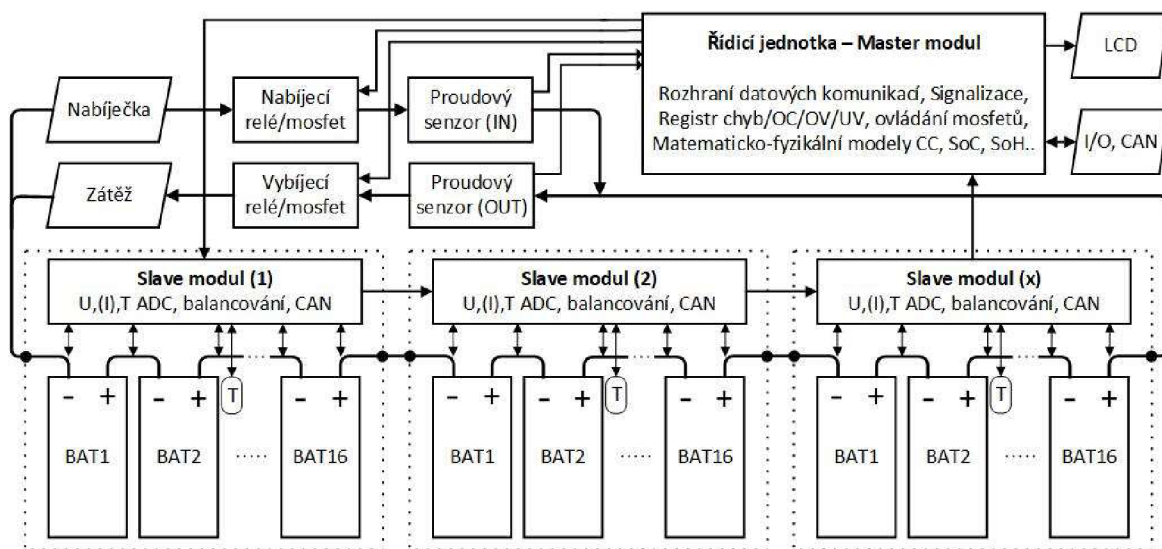 Řídicí jednotka – Master modul
Rozhraní datových komunikací, Signalizace,
Registr chyb/OC/OV/UV, ovládání mosfetů,
Matematicko-fyzikální modely CC, SoC, SoH..
LCD
I/O, CAN
Nabíječka
Nabíjecí
relé/mosfet
Proudový
senzor (IN)
Zátěž
Vybíjecí
relé/mosfet
Proudový
senzor (OUT)
Slave modul (1)
U,(I),T ADC, balancování, CAN
Slave modul (2)
U,(I),T ADC, balancování, CAN
Slave modul (x)
U,(I),T ADC, balancování, CAN
- + - + T - +
BAT1 BAT2 ..... BAT16
- + - + T - +
BAT1 BAT2 ..... BAT16
- + - + T - +
BAT1 BAT2 ..... BAT16